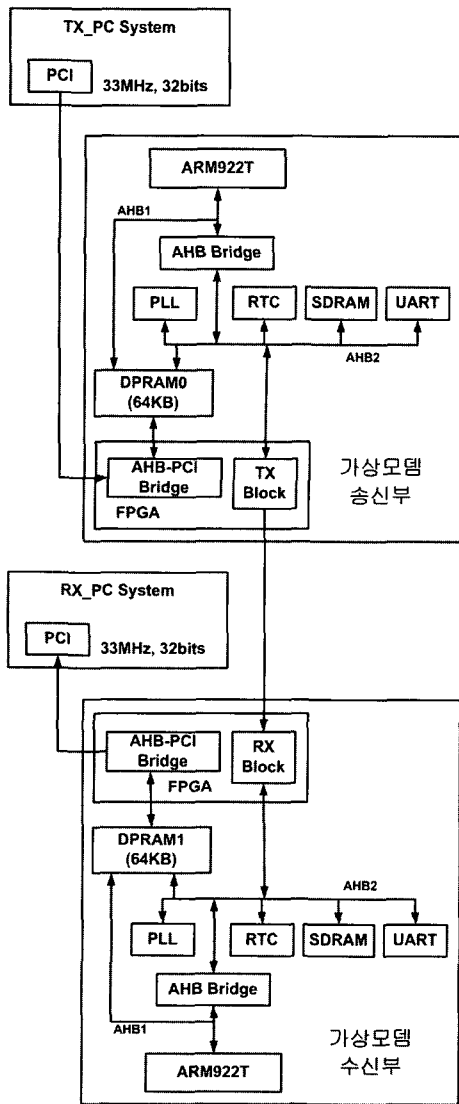 TX_PC System
PCI
33MHz, 32bits
ARM922T
AHB1
AHB Bridge
PLL
RTC
SDRAM
UART
AHB2
DPRAM0
(64KB)
AHB-PCI
Bridge
TX
Block
FPGA
가상모뎀
송신부
RX_PC System
PCI
33MHz, 32bits
AHB-PCI
Bridge
RX
Block
FPGA
DPRAM1
(64KB)
AHB2
PLL
RTC
SDRAM
UART
AHB Bridge
AHB1
ARM922T
가상모뎀
수신부